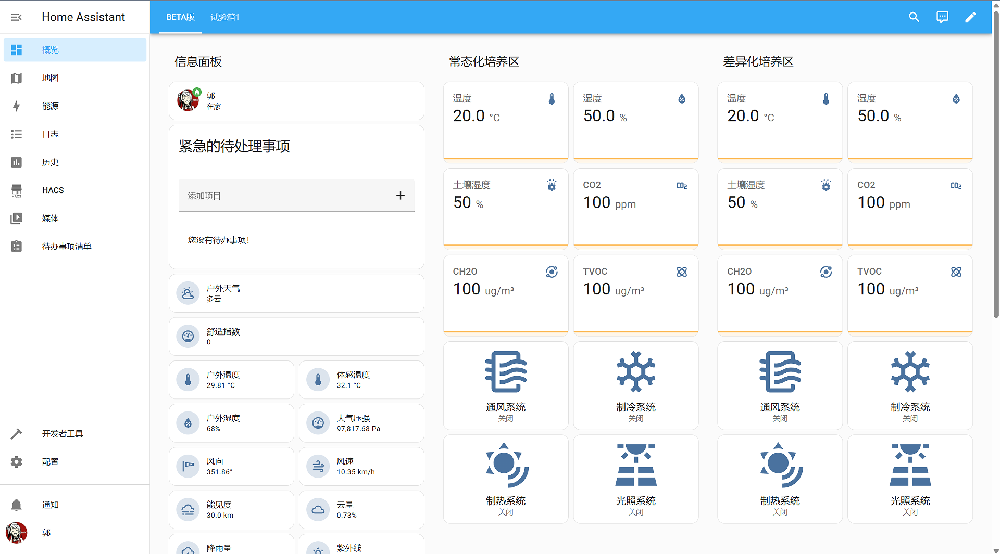 Home Assistant
BETA版
试验箱1
概览
地图
能源
日志
历史
HACS
媒体
待办事项清单
开发者工具
配置
通知
郭
信息面板
郭
在家
紧急的待处理事项
添加项目
您没有待办事项!
户外天气
多云
舒适指数
0
户外温度
29.81 °C
体感温度
32.1 °C
户外湿度
68%
大气压强
97,817.68 Pa
风向
351.86°
风速
10.35 km/h
能见度
30.0 km
云量
0.73%
降雨量
紫外线
常态化培养区
温度
20.0 °C
湿度
50.0 %
土壤湿度
50 %
CO2
CO2
100 ppm
CH2O
100 ug/m³
TVOC
100 ug/m³
通风系统
关闭
制冷系统
关闭
制热系统
关闭
光照系统
关闭
差异化培养区
温度
20.0 °C
湿度
50.0 %
土壤湿度
50 %
CO2
CO2
100 ppm
CH2O
100 ug/m³
TVOC
100 ug/m³
通风系统
关闭
制冷系统
关闭
制热系统
关闭
光照系统
关闭